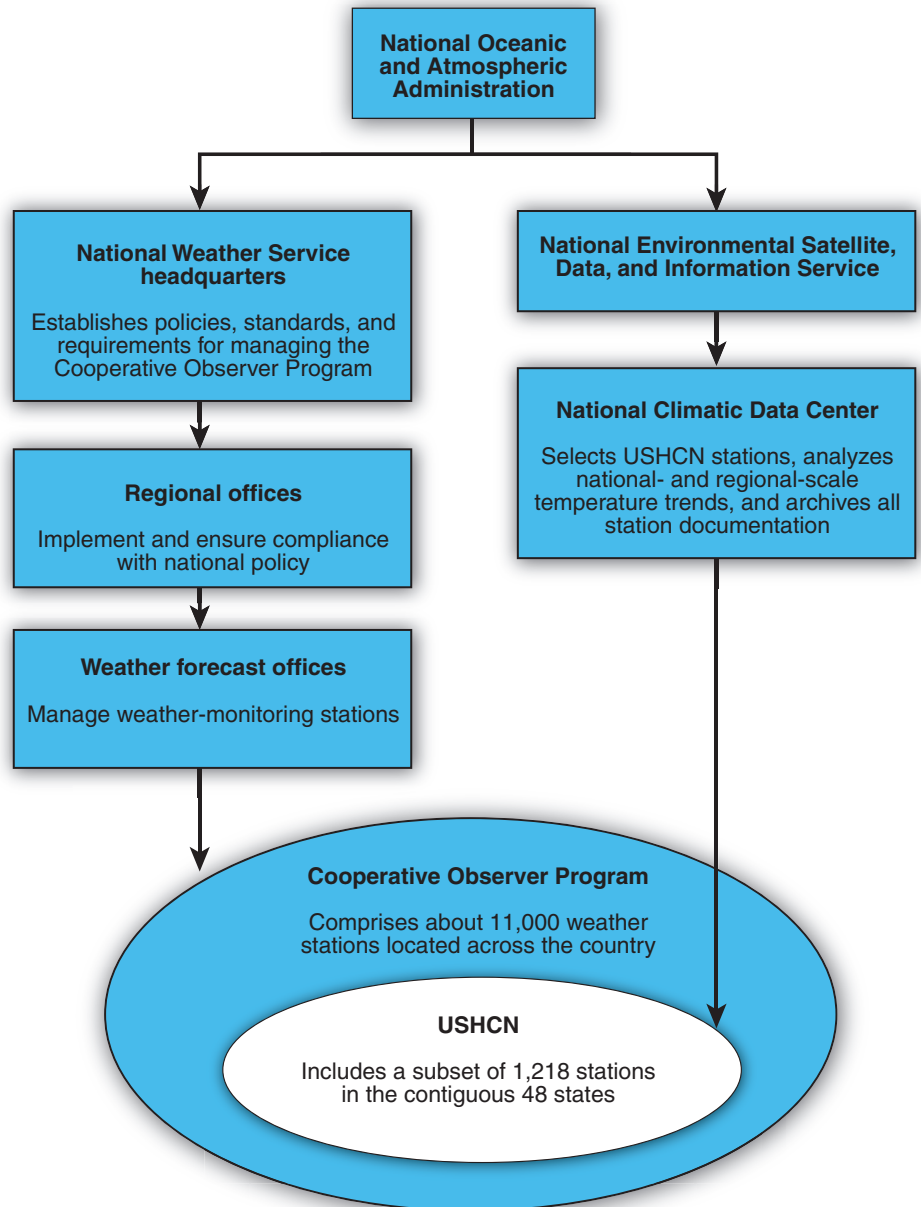 National Oceanic
and Atmospheric
Administration
National Weather Service
headquarters
Establishes policies, standards, and
requirements for managing the
Cooperative Observer Program
National Environmental Satellite,
Data, and Information Service
Regional offices
Implement and ensure compliance
with national policy
National Climatic Data Center
Selects USHCN stations, analyzes
national- and regional-scale
temperature trends, and archives all
station documentation
Weather forecast offices
Manage weather-monitoring stations
Cooperative Observer Program
Comprises about 11,000 weather
stations located across the country
USHCN
Includes a subset of 1,218 stations
in the contiguous 48 states